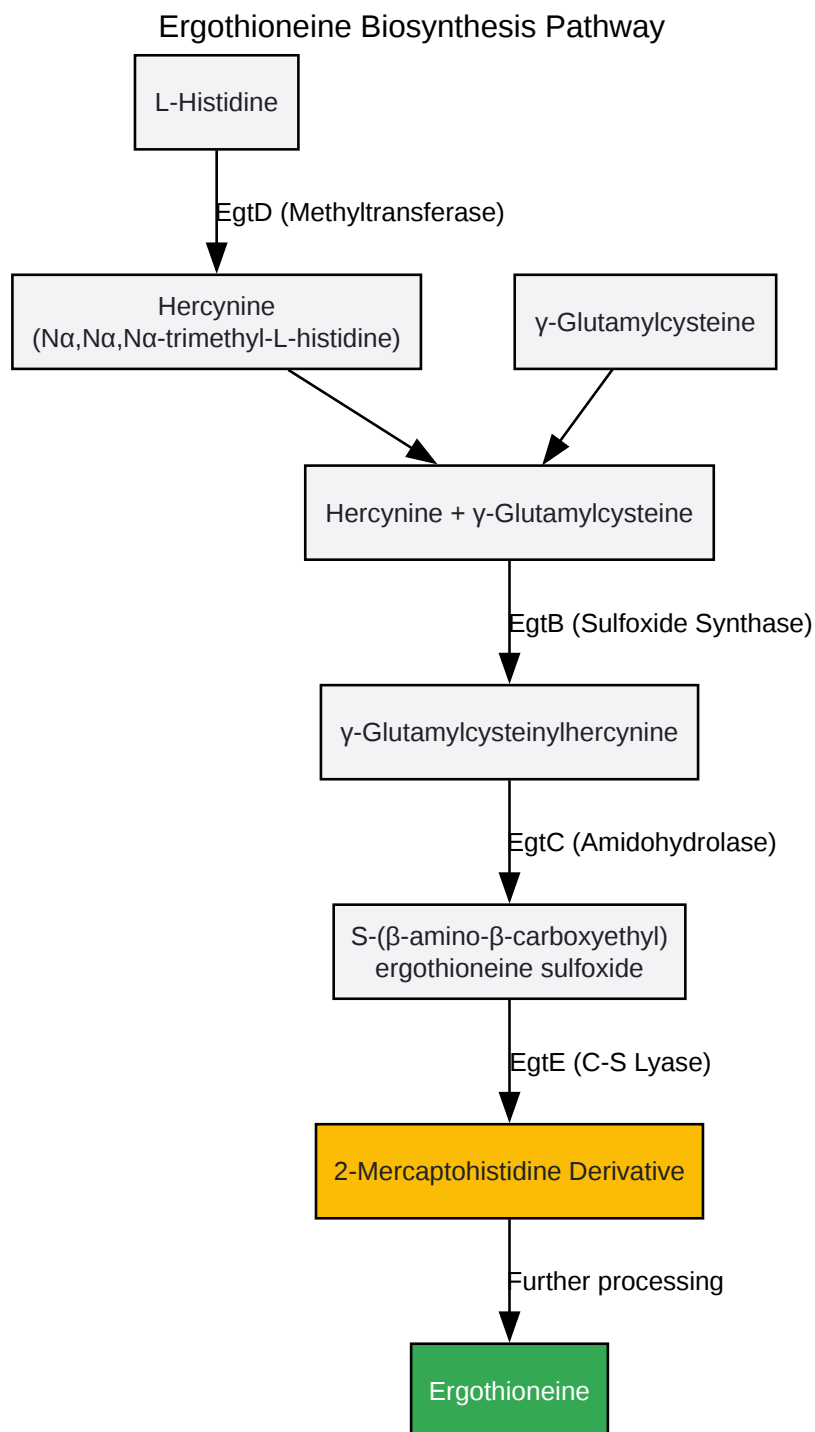 Ergothioneine Biosynthesis Pathway
L-Histidine
EgtD (Methyltransferase)
Hercynine
(Nα,Nα,Nα-trimethyl-L-histidine)
γ-Glutamylcysteine
Hercynine + γ-Glutamylcysteine
EgtB (Sulfoxide Synthase)
γ-Glutamylcysteinylhercynine
EgtC (Amidohydrolase)
S-(β-amino-β-carboxyethyl)
ergothioneine sulfoxide
EgtE (C-S Lyase)
2-Mercaptohistidine Derivative
Further processing
Ergothioneine